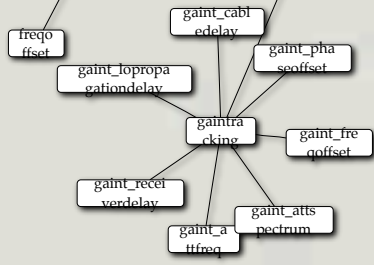 gaint_cabl
edelay
freqo
ffset
gaint_pha
seoffset
gaint_lopropa
gationdelay
gaintra
cking
gaint_fre
qoffset
gaint_recei
verdelay
gaint_atts
pectrum
gaint_a
ttfreq